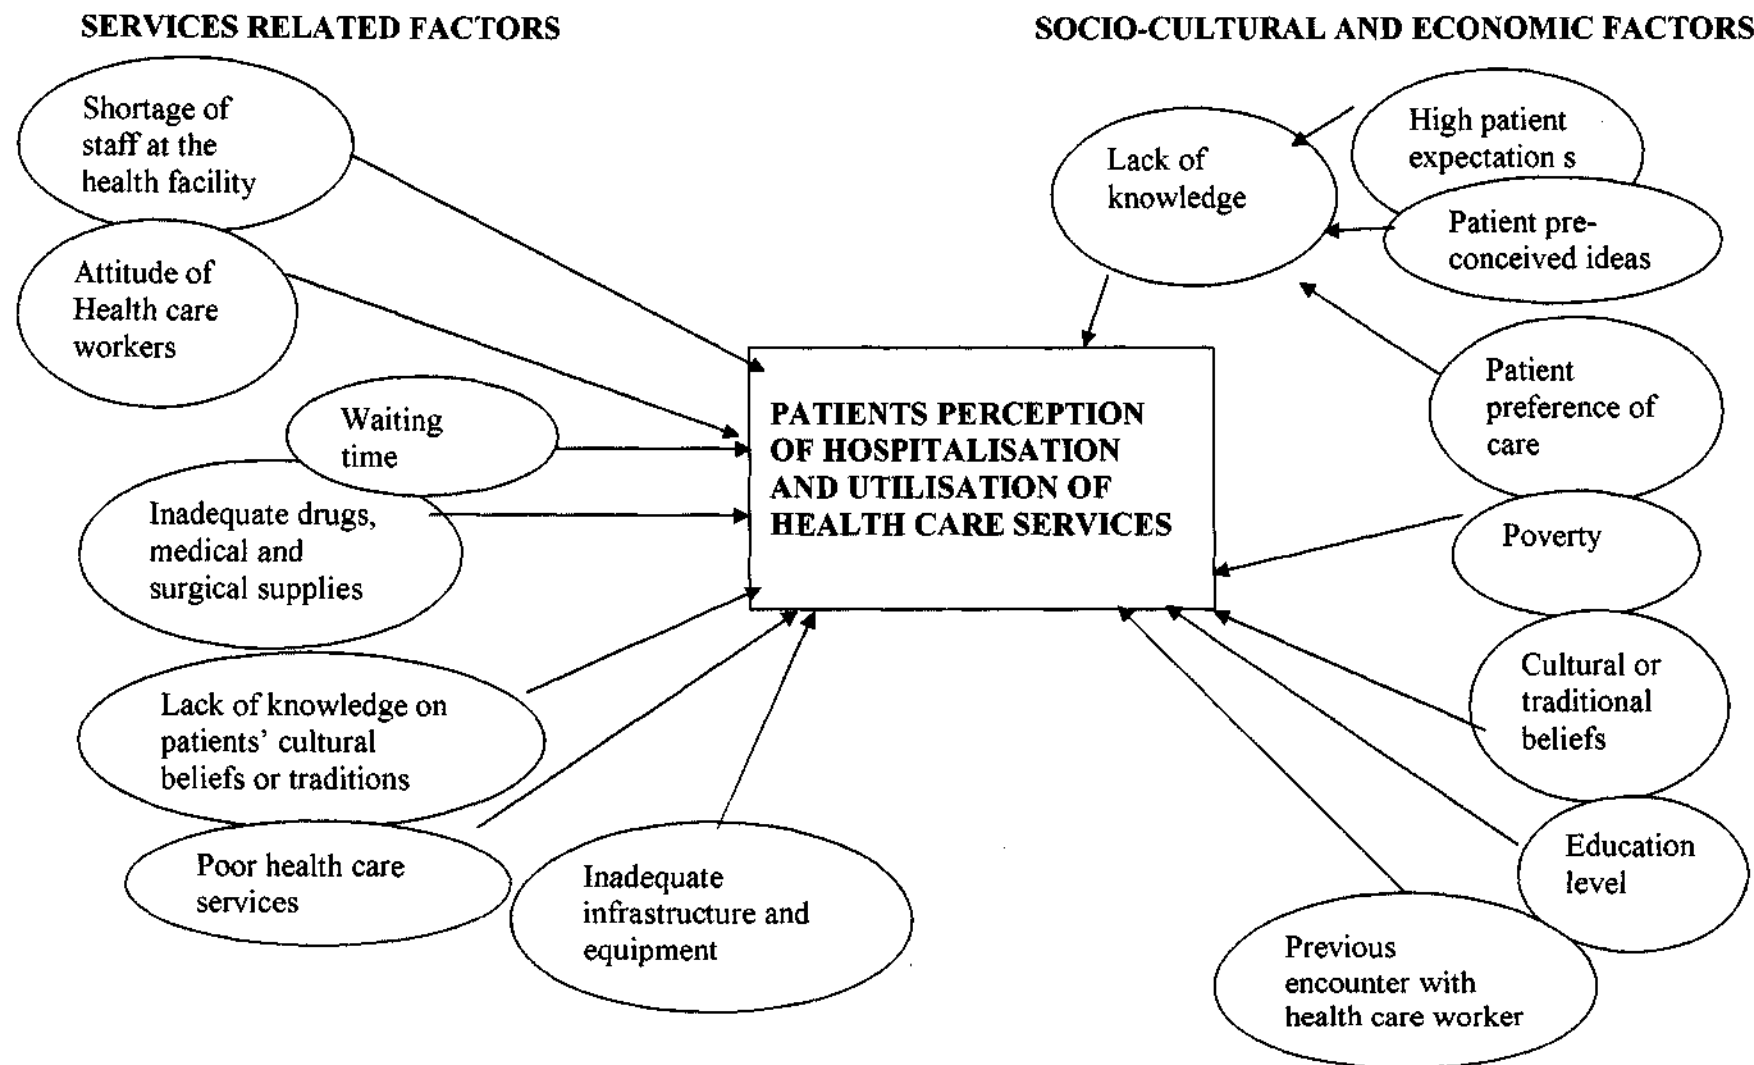 SERVICES RELATED FACTORS
SOCIO-CULTURAL AND ECONOMIC FACTORS
Shortage of
staff at the
health facility
Attitude of
Health care
workers
Waiting
time
Inadequate drugs,
medical and
surgical supplies
Lack of knowledge on
patients' cultural
beliefs or traditions
Poor health care
services
Inadequate
infrastructure and
equipment
PATIENTS PERCEPTION
OF HOSPITALISATION
AND UTILISATION OF
HEALTH CARE SERVICES
Lack of
knowledge
High patient
expectation s
Patient pre-
conceived ideas
Patient
preference of
care
Poverty
Cultural or
traditional
beliefs
Education
level
Previous
encounter with
health care worker